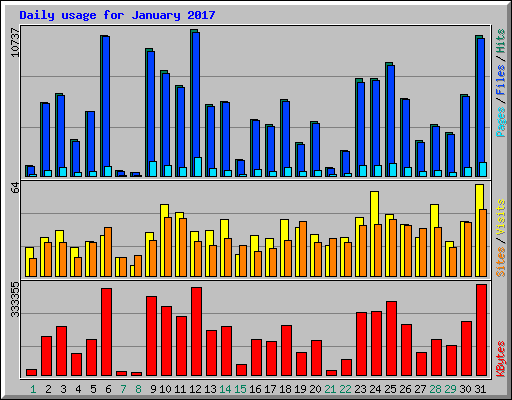 Daily usage for January 2017
10737
Pages / Files / Hits
64
Sites / Visits
333355
KBytes
1 2 3 4 5 6 7 8 9 10 11 12 13 14 15 16 17 18 19 20 21 22 23 24 25 26 27 28 29 30 31